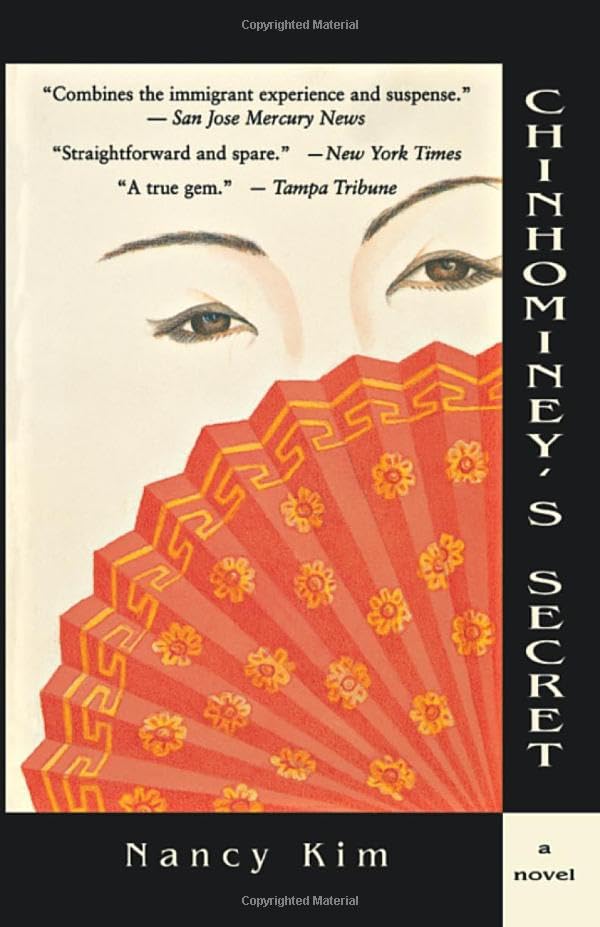 Copyrighted Material
“Combines the immigrant experience and suspense.”
— San Jose Mercury News
“Straightforward and spare.” —New York Times
“A true gem.” — Tampa Tribune
CHINHOMINEY'S SECRET
Nancy Kim
a
novel
Copyrighted Material